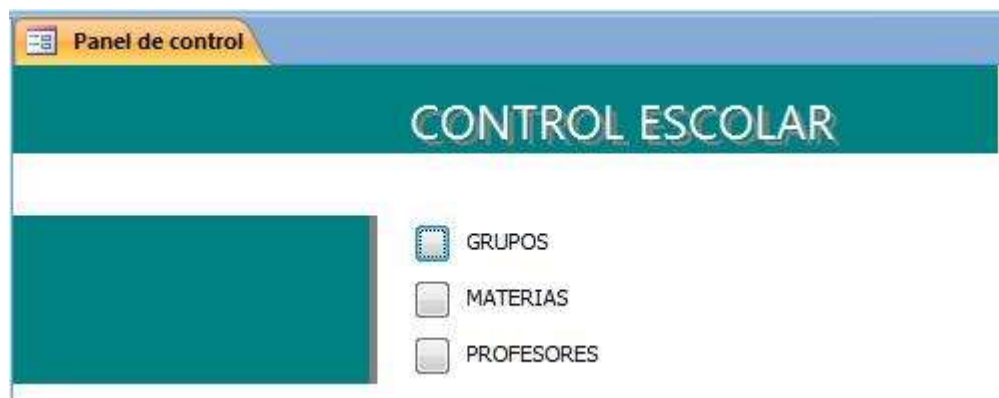 Panel de control
CONTROL ESCOLAR
GRUPOS
MATERIAS
PROFESORES